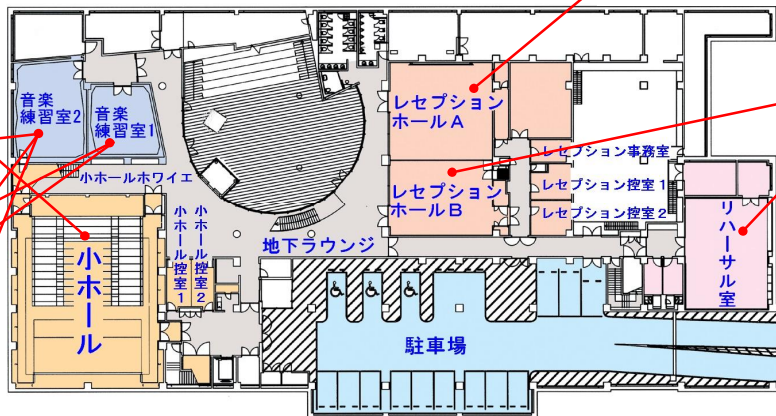 音楽
練習室2
音楽
練習室1
レセプション
ホールA
レセプション
ホールB
レセプション事務室
レセプション控室1
レセプション控室2
小ホールホワイエ
小ホール控室1
小ホール控室2
地下ラウンジ
小ホール
リハーサル室
駐車場